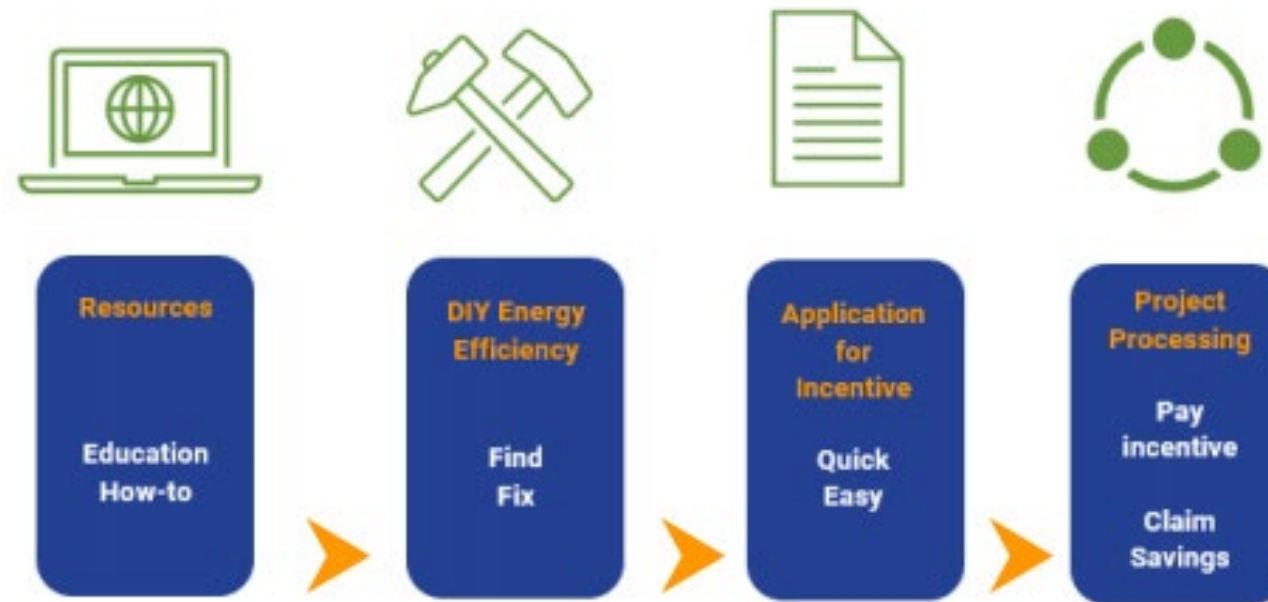 Resources
Education
How-to
DIY Energy
Efficiency
Find
Fix
Application
for
Incentive
Quick
Easy
Project
Processing
Pay
incentive
Claim
Savings